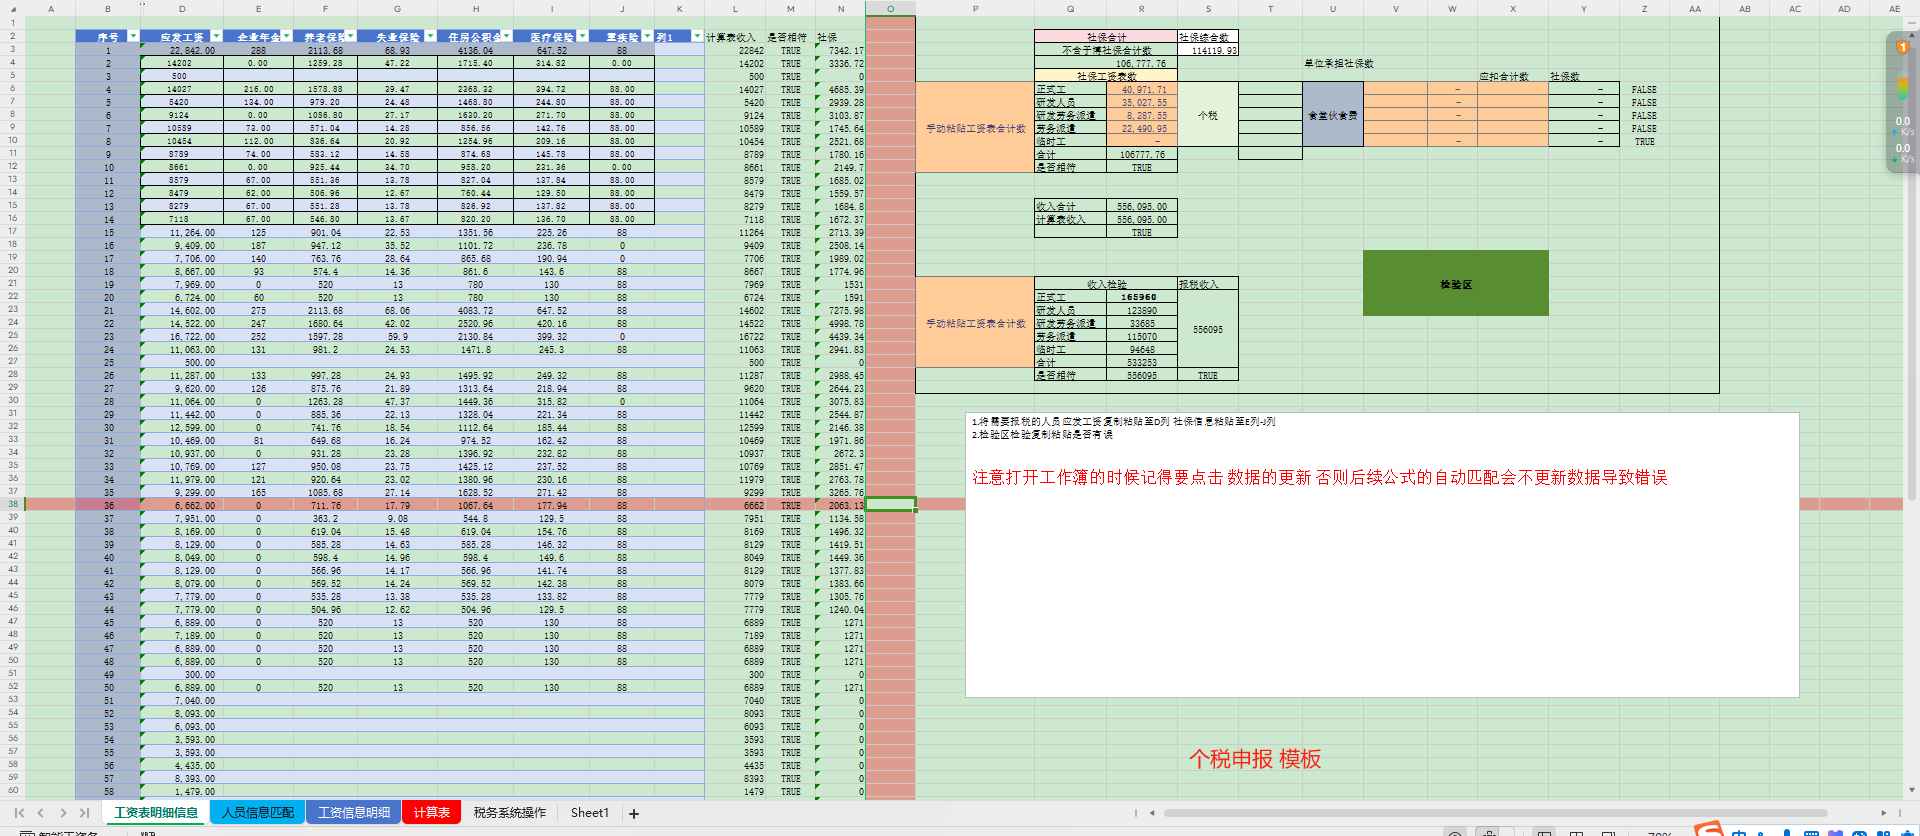 A B D E F G H I J K L M N O P Q R S T U V W X Y Z AA AB AC AD AE
序号 应发工资 企业年金 养老保险 失业保险 住房公积金 医疗保险 重疾险 列1 计算表收入 是否相符 社保
1 22,842.00 288 2113.68 68.93 4136.04 647.52 88 22842 TRUE 7342.17
2 14202 0.00 1259.28 47.22 1715.40 314.82 0.00 14202 TRUE 3336.72
3 500 500 TRUE 0
4 14027 216.00 1578.88 39.47 2368.32 394.72 88.00 14027 TRUE 4685.39
5 5420 134.00 979.20 24.48 1468.80 244.80 88.00 5420 TRUE 2939.28
6 9124 0.00 1086.80 27.17 1630.20 271.70 88.00 9124 TRUE 3103.87
7 10589 73.00 571.04 14.28 856.56 142.76 88.00 10589 TRUE 1745.64
8 10454 112.00 836.64 20.92 1254.96 209.16 88.00 10454 TRUE 2521.68
9 8789 74.00 583.12 14.58 874.68 145.78 88.00 8789 TRUE 1780.16
10 8661 0.00 925.44 34.70 958.20 231.36 0.00 8661 TRUE 2149.7
11 8579 67.00 551.36 13.78 827.04 137.84 88.00 8579 TRUE 1685.02
12 8479 62.00 506.96 12.67 760.44 129.50 88.00 8479 TRUE 1559.57
13 8279 67.00 551.28 13.78 826.92 137.82 88.00 8279 TRUE 1684.8
14 7118 67.00 546.80 13.67 820.20 136.70 88.00 7118 TRUE 1672.37
15 11,264.00 125 901.04 22.53 1351.56 225.26 88 11264 TRUE 2713.39
16 9,409.00 187 947.12 35.52 1101.72 236.78 0 9409 TRUE 2508.14
17 7,706.00 140 763.76 28.64 865.68 190.94 0 7706 TRUE 1989.02
18 8,667.00 93 574.4 14.36 861.6 143.6 88 8667 TRUE 1774.96
19 7,969.00 0 520 13 780 130 88 7969 TRUE 1531
20 6,724.00 60 520 13 780 130 88 6724 TRUE 1591
21 14,602.00 275 2113.68 68.06 4083.72 647.52 88 14602 TRUE 7275.98
22 14,522.00 247 1680.64 42.02 2520.96 420.16 88 14522 TRUE 4998.78
23 16,722.00 252 1597.28 59.9 2130.84 399.32 0 16722 TRUE 4439.34
24 11,063.00 131 981.2 24.53 1471.8 245.3 88 11063 TRUE 2941.83
25 500.00 500 TRUE 0
26 11,287.00 133 997.28 24.93 1495.92 249.32 88 11287 TRUE 2988.45
27 9,620.00 126 875.76 21.89 1313.64 218.94 88 9620 TRUE 2644.23
28 11,064.00 0 1263.28 47.37 1449.36 315.82 0 11064 TRUE 3075.83
29 11,442.00 0 885.36 22.13 1328.04 221.34 88 11442 TRUE 2544.87
30 12,599.00 0 741.76 18.54 1112.64 185.44 88 12599 TRUE 2146.38
31 10,469.00 81 649.68 16.24 974.52 162.42 88 10469 TRUE 1971.86
32 10,937.00 0 931.28 23.28 1396.92 232.82 88 10937 TRUE 2672.3
33 10,769.00 127 950.08 23.75 1425.12 237.52 88 10769 TRUE 2851.47
34 11,979.00 121 920.64 23.02 1380.96 230.16 88 11979 TRUE 2763.78
35 9,299.00 165 1085.68 27.14 1628.52 271.42 88 9299 TRUE 3265.76
36 6,662.00 0 711.76 17.79 1067.64 177.94 88 6662 TRUE 2063.13
37 7,951.00 0 363.2 9.08 544.8 129.5 88 7951 TRUE 1134.58
38 8,169.00 0 619.04 15.48 619.04 154.76 88 8169 TRUE 1496.32
39 8,129.00 0 585.28 14.63 585.28 146.32 88 8129 TRUE 1419.51
40 8,049.00 0 598.4 14.96 598.4 149.6 88 8049 TRUE 1449.36
41 8,129.00 0 566.96 14.17 566.96 141.74 88 8129 TRUE 1377.83
42 8,079.00 0 569.52 14.24 569.52 142.38 88 8079 TRUE 1383.66
43 7,779.00 0 535.28 13.38 535.28 133.82 88 7779 TRUE 1305.76
44 7,779.00 0 504.96 12.62 504.96 129.5 88 7779 TRUE 1240.04
45 6,889.00 0 520 13 520 130 88 6889 TRUE 1271
46 7,189.00 0 520 13 520 130 88 7189 TRUE 1271
47 6,889.00 0 520 13 520 130 88 6889 TRUE 1271
48 6,889.00 0 520 13 520 130 88 6889 TRUE 1271
49 300.00 300 TRUE 0
50 6,889.00 0 520 13 520 130 88 6889 TRUE 1271
51 7,040.00 7040 TRUE 0
52 8,093.00 8093 TRUE 0
53 6,093.00 6093 TRUE 0
54 3,593.00 3593 TRUE 0
55 3,593.00 3593 TRUE 0
56 4,435.00 4435 TRUE 0
57 8,393.00 8393 TRUE 0
58 1,479.00 1479 TRUE 0
社保合计 社保综合数
不含于博社保合计数 114119.93
106,777.76 单位承担社保数
社保工资表数 应扣合计数 社保数
正式工 40,971.71 - - FALSE
研发人员 35,027.55 - - FALSE
研发劳务派遣 8,287.55 - - FALSE
劳务派遣 22,490.95 - FALSE
临时工 - - - TRUE
手动粘贴工资表合计数
个税
食堂伙食费
合计 106777.76
是否相符 TRUE
收入合计 556,095.00
计算表收入 556,095.00
TRUE
检验区
收入检验 报税收入
正式工 165960
研发人员 123890
研发劳务派遣 33685
劳务派遣 115070
临时工 94648
合计 533253
是否相符 556095 TRUE
手动粘贴工资表合计数
556095
1.将需要报税的人员应发工资复制粘贴至D列 社保信息粘贴至E列-J列
2.检验区检验复制粘贴是否有误
注意打开工作簿的时候记得要点击 数据的更新 否则后续公式的自动匹配会不更新数据导致错误
个税申报 模板
1
0.0
K/s
0.0
K/s
工资表明细信息 人员信息匹配 工资信息明细 计算表 税务系统操作 Sheet1 +